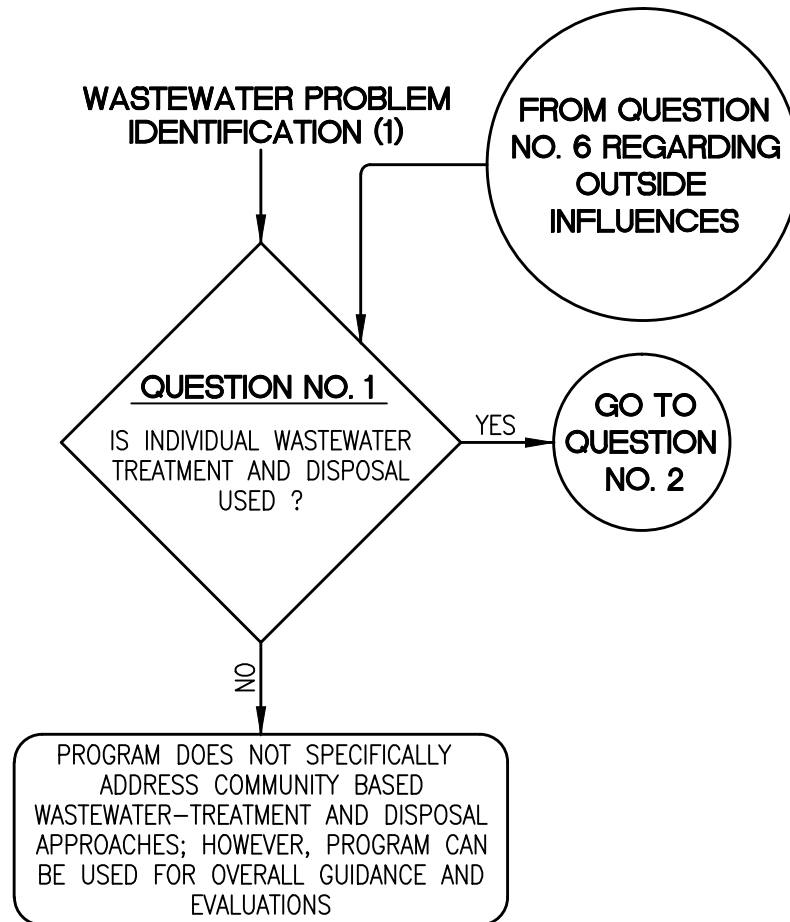 WASTEWATER PROBLEM
IDENTIFICATION (1)
FROM QUESTION
NO. 6 REGARDING
OUTSIDE
INFLUENCES
QUESTION NO. 1
IS INDIVIDUAL WASTEWATER
TREATMENT AND DISPOSAL
USED ?
YES
GO TO
QUESTION
NO. 2
NO
PROGRAM DOES NOT SPECIFICALLY
ADDRESS COMMUNITY BASED
WASTEWATER-TREATMENT AND DISPOSAL
APPROACHES; HOWEVER, PROGRAM CAN
BE USED FOR OVERALL GUIDANCE AND
EVALUATIONS